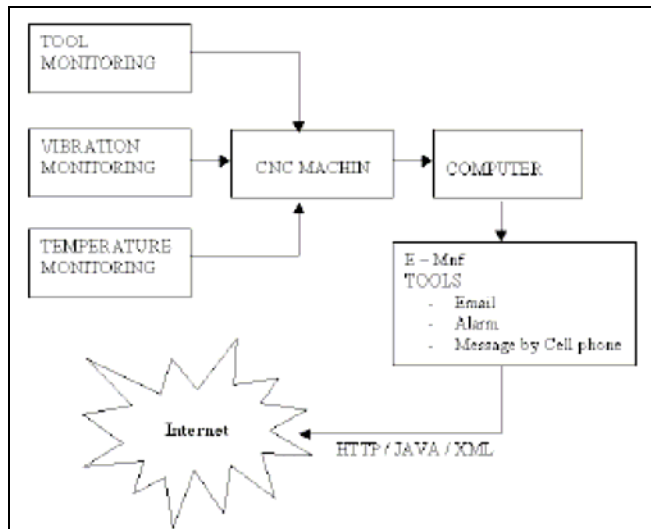 TOOL
MONITORING
VIBRATION
MONITORING
CNC MACHIN
COMPUTER
TEMPERATURE
MONITORING
E – Mnf
TOOLS
- Email
- Alarm
- Message by Cell phone
Internet
HTTP / JAVA / XML